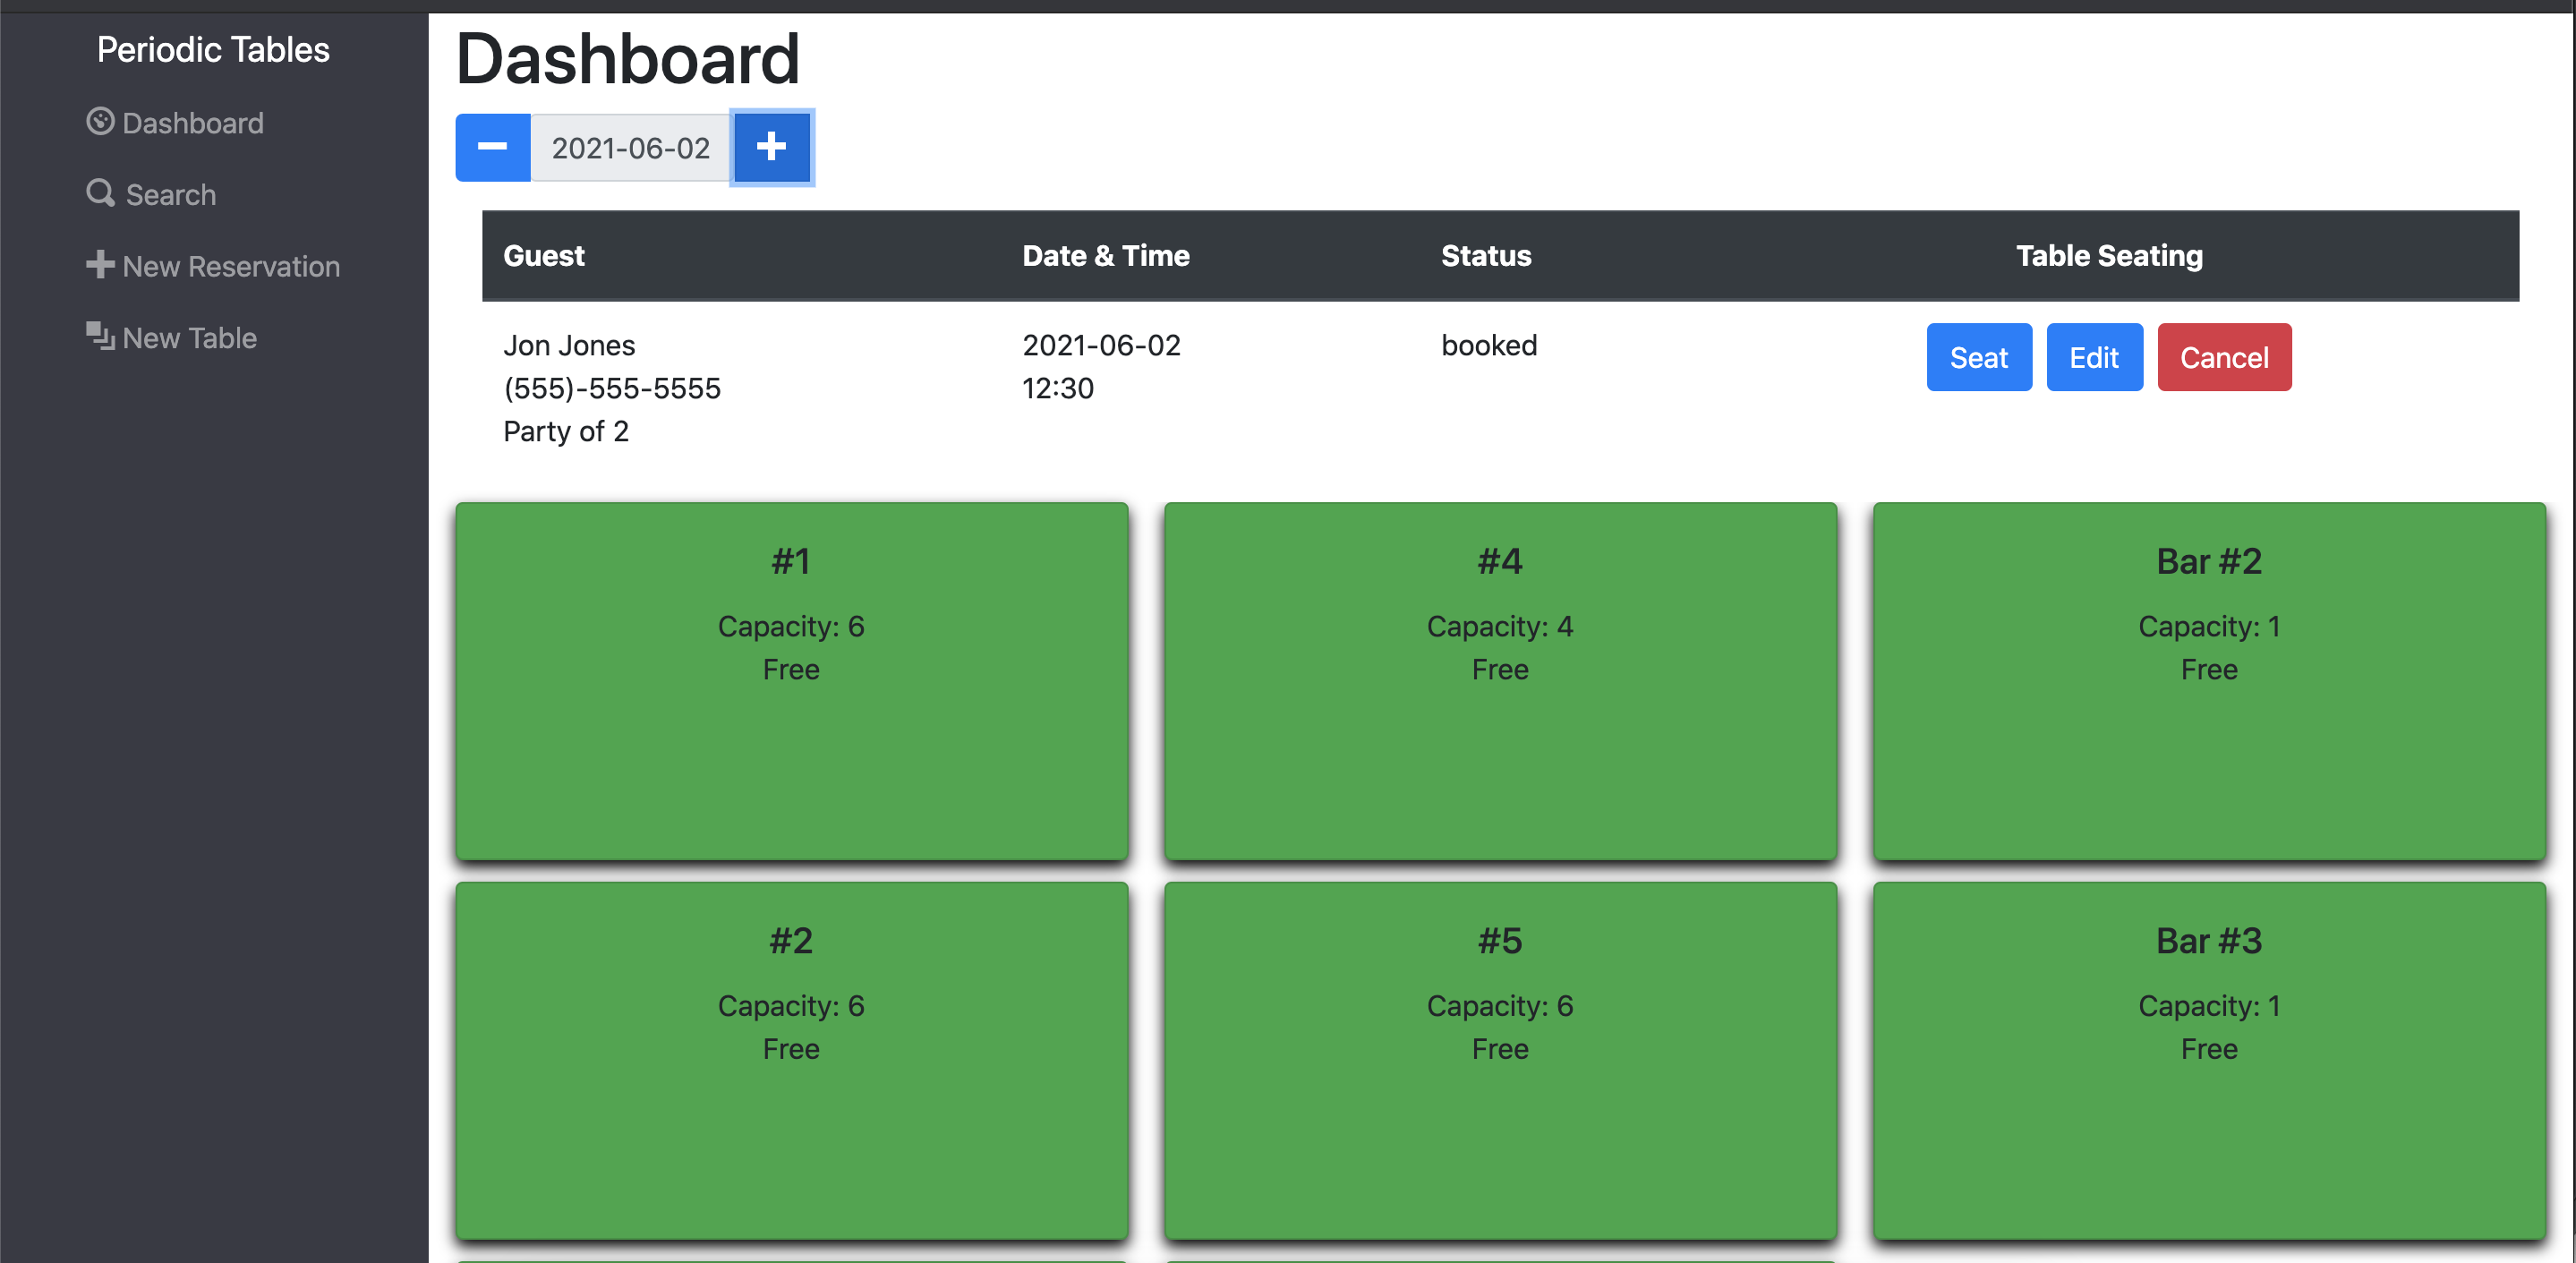 Periodic Tables
Dashboard
Search
New Reservation
New Table
Dashboard
2021-06-02
Guest Date & Time Status Table Seating
Jon Jones 2021-06-02 booked Seat Edit Cancel
(555)-555-5555 12:30
Party of 2
#1 #4 Bar #2
Capacity: 6 Capacity: 4 Capacity: 1
Free Free Free
#2 #5 Bar #3
Capacity: 6 Capacity: 6 Capacity: 1
Free Free Free